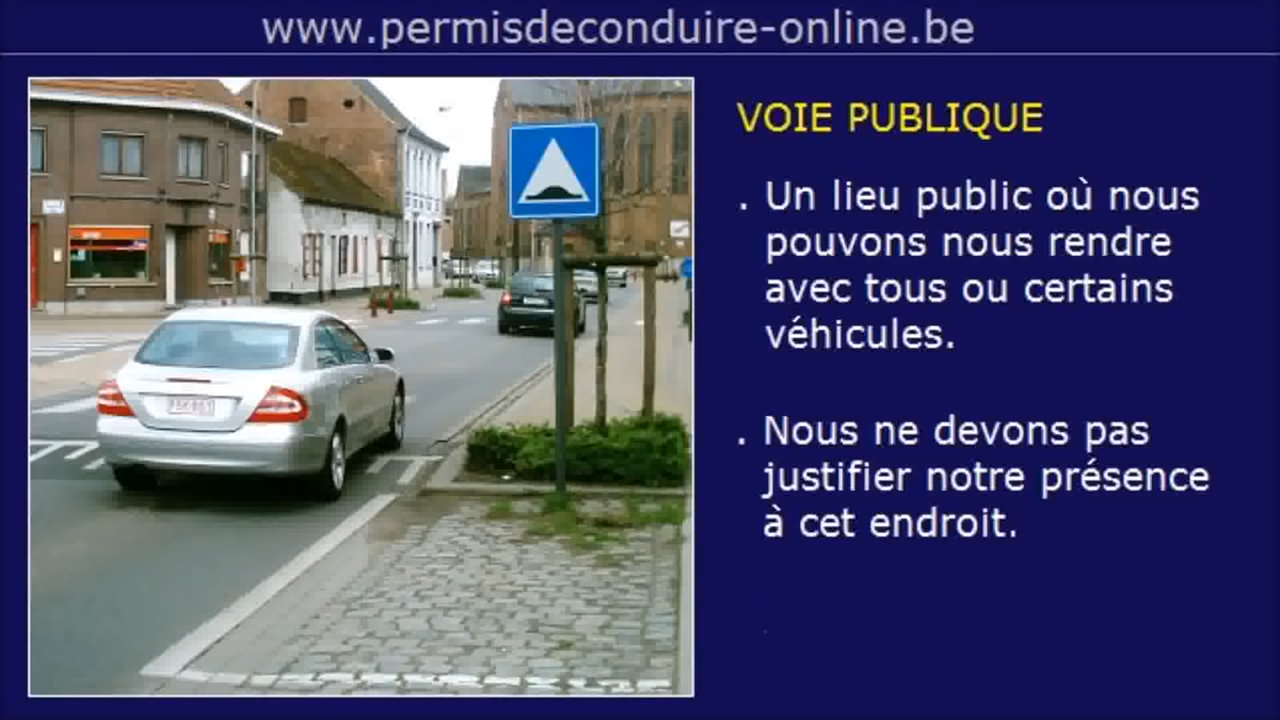 www.permisdeconduire-online.be
VOIE PUBLIQUE
. Un lieu public où nous
pouvons nous rendre
avec tous ou certains
véhicules.
. Nous ne devons pas
justifier notre présence
à cet endroit.